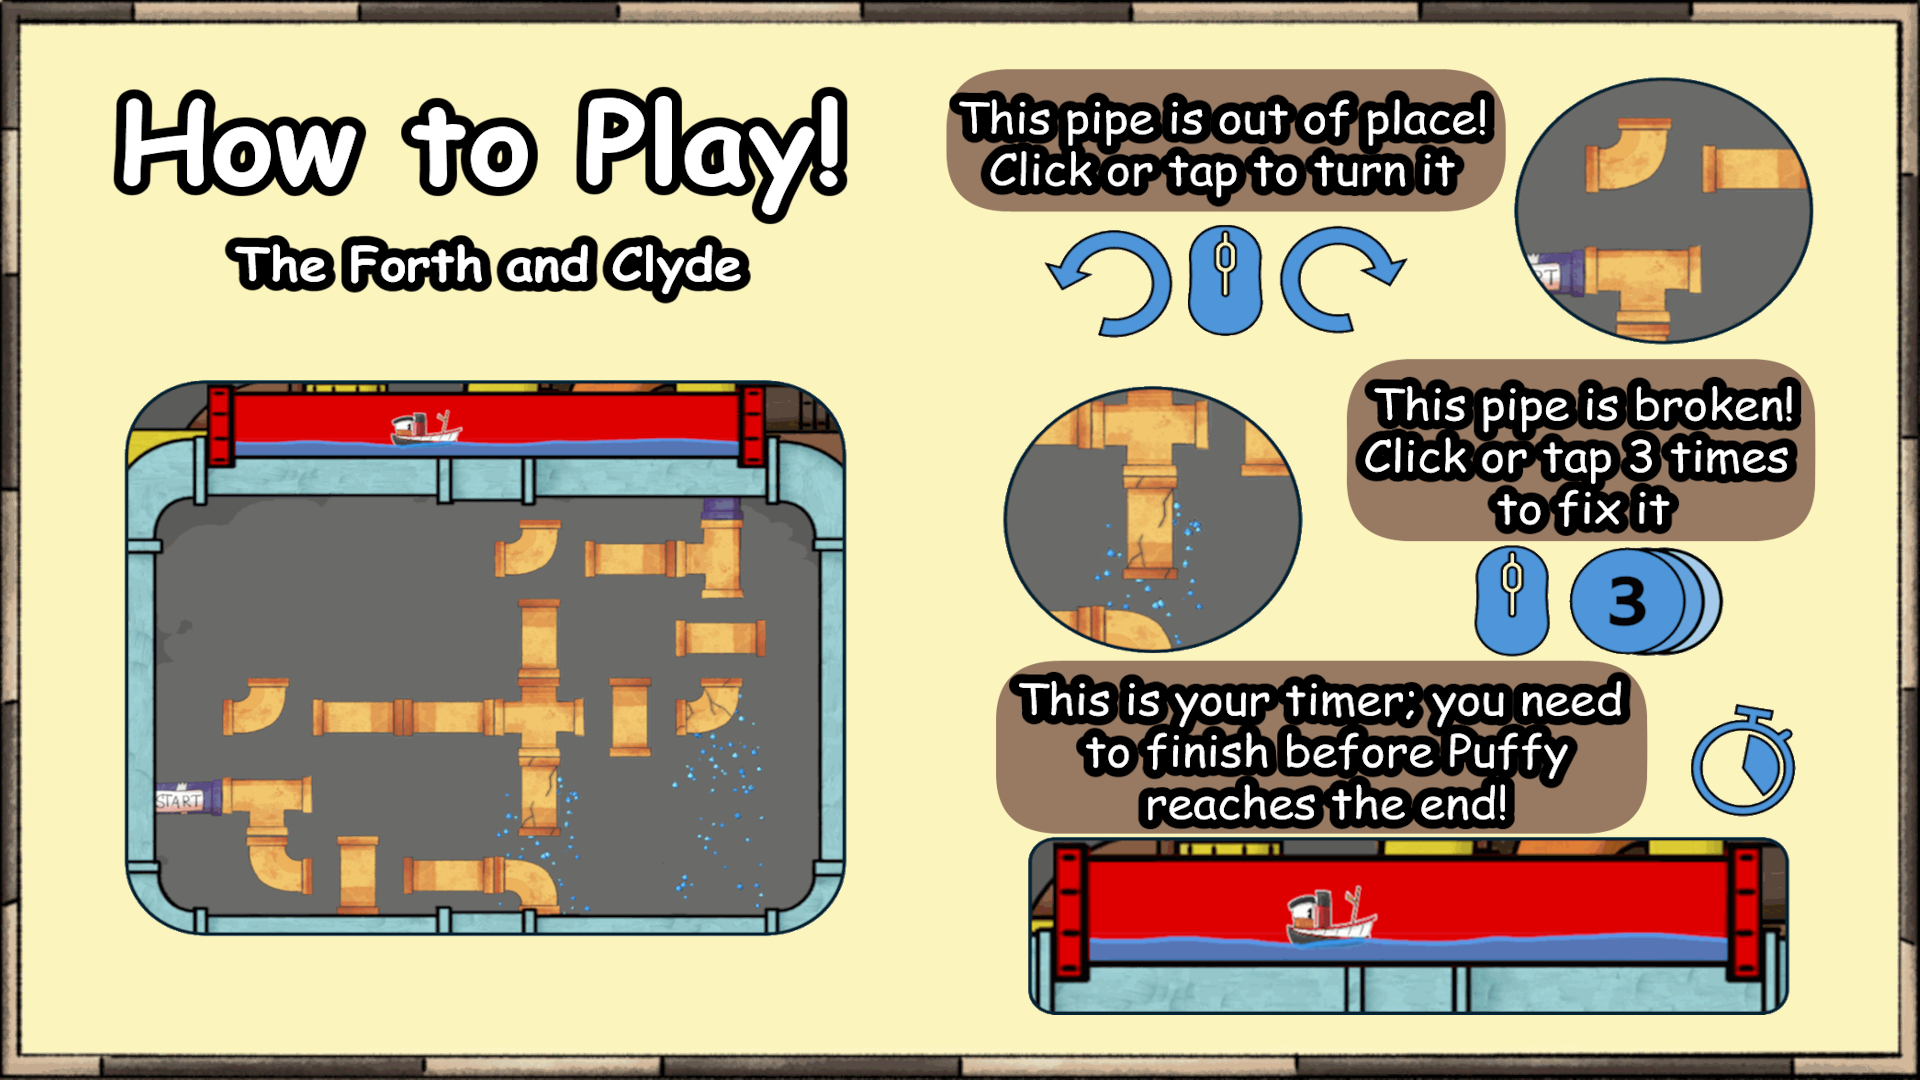 How to Play!
The Forth and Clyde
This pipe is out of place!
Click or tap to turn it
RT
This pipe is broken!
Click or tap 3 times
to fix it
3
START
This is your timer; you need
to finish before Puffy
reaches the end!